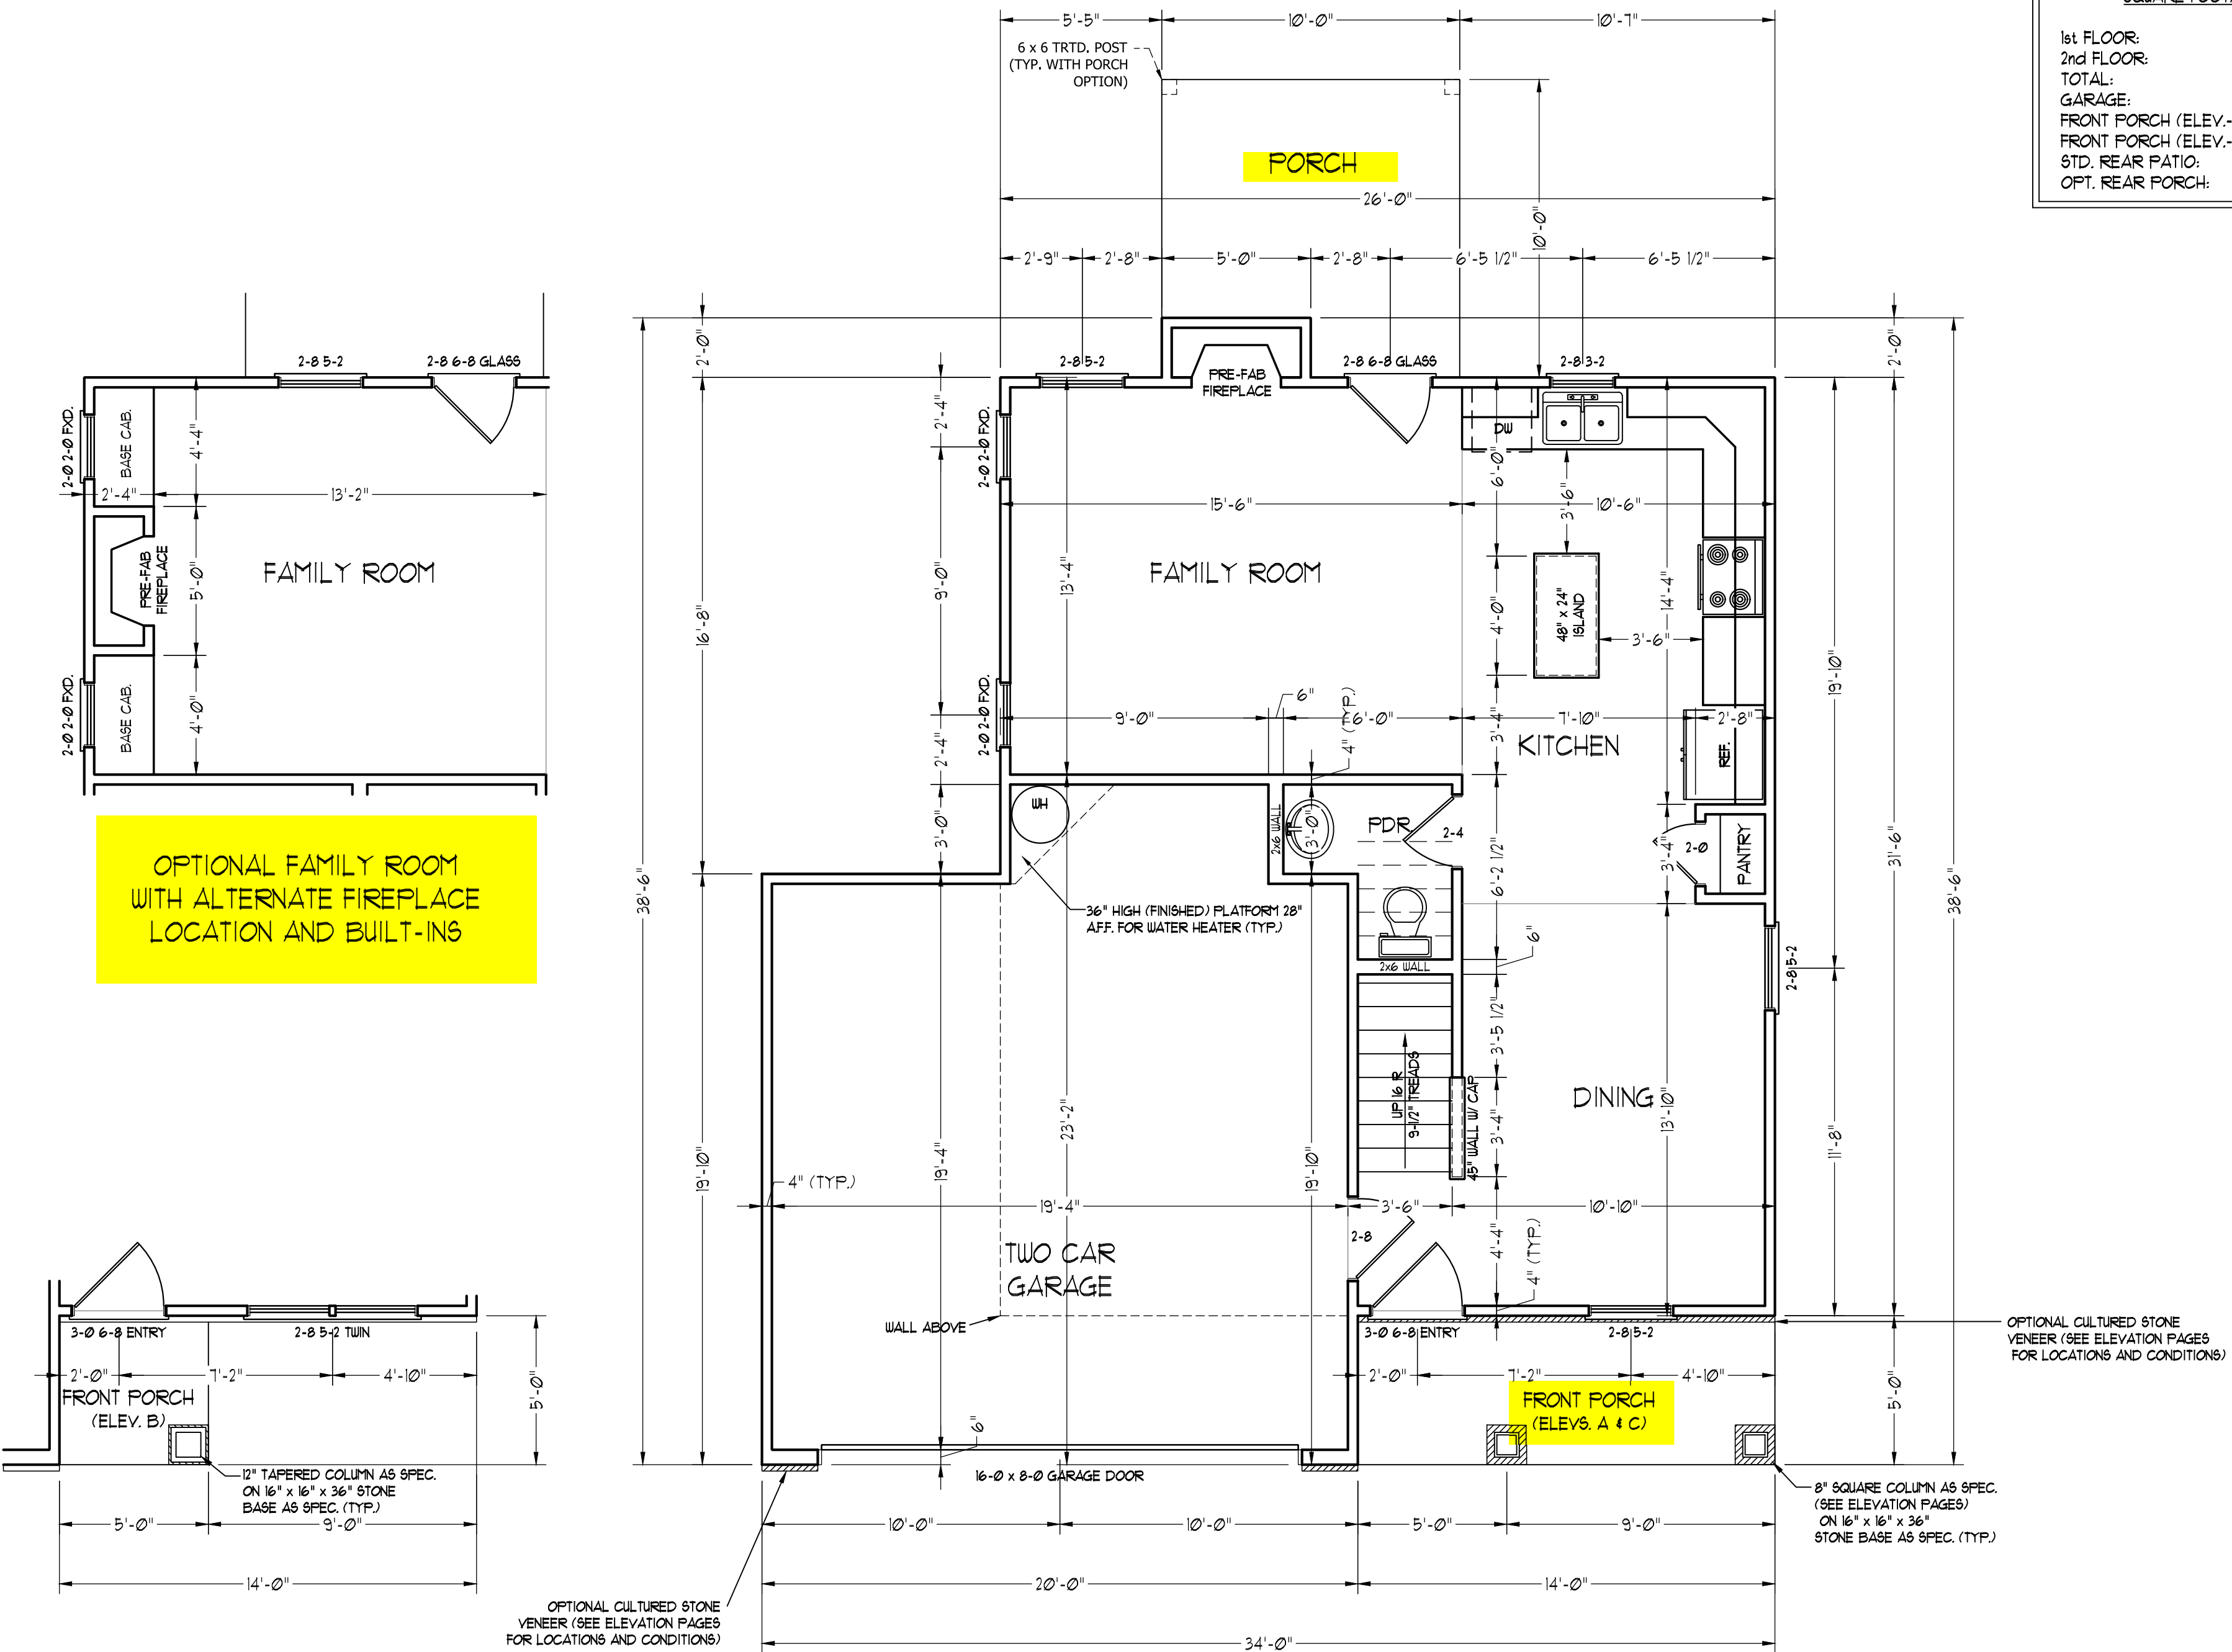 5'-5"
10'-0"
10'-7"
6 x 6 TRTD. POST
(TYP. WITH PORCH
OPTION)
1st FLOOR:
2nd FLOOR:
TOTAL:
GARAGE:
FRONT PORCH (ELEV.-
FRONT PORCH (ELEV.-
STD. REAR PATIO:
OPT. REAR PORCH:
PORCH
26'-0"
10'-0"
2'-9"
2'-8"
5'-0"
2'-8"
6'-5 1/2"
6'-5 1/2"
2-8 5-2
2-8 6-8 GLASS
2-0 2-0 FXD.
BASE CAB.
4'-4"
2'-4"
13'-2"
PRE-FAB
FIREPLACE
5'-0"
FAMILY ROOM
2-0 2-0 FXD.
BASE CAB.
4'-0"
OPTIONAL FAMILY ROOM
WITH ALTERNATE FIREPLACE
LOCATION AND BUILT-INS
2'-0"
2-8 5-2
PRE-FAB
FIREPLACE
2-8 6-8 GLASS
2-8 3-2
2'-0"
2'-4"
2-0 2-0 FXD.
DW
6'-0"
3'-6"
15'-6"
10'-6"
16'-8"
9'-0"
13'-4"
FAMILY ROOM
4'-0"
48" x 24"
ISLAND
14'-4"
3'-6"
2-0 2-0 FXD.
2'-4"
9'-0"
6"
6'-0"
4" (TYP.)
3'-4"
7'-10"
2'-8"
KITCHEN
REF.
19'-10"
31'-6"
38'-6"
38'-6"
3'-0"
WH
2x6 WALL
3'-0"
PDR.
2-4
6'-2 1/2"
3'-4"
2-0
PANTRY
36" HIGH (FINISHED) PLATFORM 28"
A.F.F. FOR WATER HEATER (TYP.)
2x6 WALL
6"
2-8 5-2
3'-5 1/2"
UP 16 R
9-1/2" TREADS
45" WALL W/ CAP
3'-4"
DINING
13'-10"
11'-8"
19'-10"
19'-4"
23'-2"
19'-10"
4" (TYP.)
19'-4"
3'-6"
10'-10"
2-8
4'-4"
4" (TYP.)
TWO CAR
GARAGE
WALL ABOVE
3-0 6-8 ENTRY
2-8 5-2
OPTIONAL CULTURED STONE
VENEER (SEE ELEVATION PAGES
FOR LOCATIONS AND CONDITIONS)
3-0 6-8 ENTRY
2-8 5-2 TWIN
2'-0"
7'-2"
4'-10"
5'-0"
FRONT PORCH
(ELEV. B)
12" TAPERED COLUMN AS SPEC.
ON 16" x 16" x 36" STONE
BASE AS SPEC. (TYP.)
5'-0"
9'-0"
14'-0"
2'-0"
7'-2"
4'-10"
5'-0"
FRONT PORCH
(ELEVS. A & C)
6"
16-0 x 8-0 GARAGE DOOR
8" SQUARE COLUMN AS SPEC.
(SEE ELEVATION PAGES)
ON 16" x 16" x 36"
STONE BASE AS SPEC. (TYP.)
10'-0"
10'-0"
5'-0"
9'-0"
20'-0"
14'-0"
OPTIONAL CULTURED STONE
VENEER (SEE ELEVATION PAGES
FOR LOCATIONS AND CONDITIONS)
34'-0"